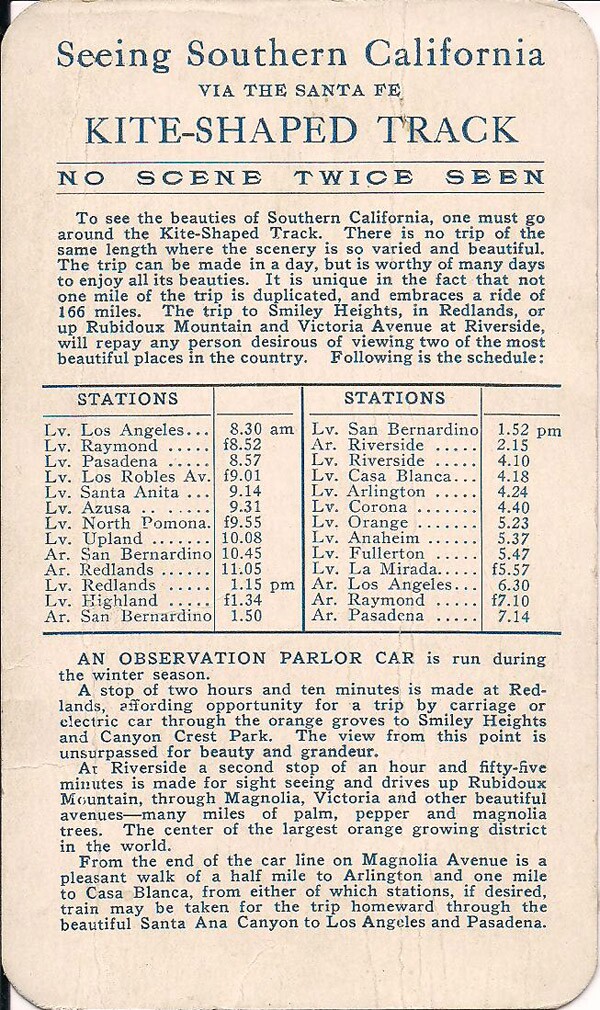 Seeing Southern California
VIA THE SANTA FE
KITE-SHAPED TRACK
NO SCENE TWICE SEEN
To see the beauties of Southern California, one must go
around the Kite-Shaped Track. There is no trip of the
same length where the scenery is so varied and beautiful.
The trip can be made in a day, but is worthy of many days
to enjoy all its beauties. It is unique in the fact that not
one mile of the trip is duplicated, and embraces a ride of
166 miles. The trip to Smiley Heights, in Redlands, or
up Rubidoux Mountain and Victoria Avenue at Riverside,
will repay any person desirous of viewing two of the most
beautiful places in the country. Following is the schedule:
STATIONS
Lv. Los Angeles... 8.30 am
Lv. Raymond ..... f8.52
Lv. Pasadena ..... 8.57
Lv. Los Robles Av. f9.01
Lv. Santa Anita ... 9.14
Lv. Azusa .. ...... 9.31
Lv. North Pomona. f9.55
Lv. Upland ....... 10.08
Ar. San Bernardino 10.45
Ar. Redlands ...... 11.05
Lv. Redlands ..... 1.15 pm
Lv. Highland ..... f1.34
Ar. San Bernardino 1.50
STATIONS
Lv. San Bernardino 1.52 pm
Ar. Riverside ..... 2.15
Lv. Riverside ..... 4.10
Lv. Casa Blanca... 4.18
Lv. Arlington ..... 4.24
Lv. Corona ....... 4.40
Lv. Orange ....... 5.23
Lv. Anaheim ..... 5.37
Lv. Fullerton ..... 5.47
Lv. La Mirada..... f5.57
Ar. Los Angeles... 6.30
Ar. Raymond ..... f7.10
Ar. Pasadena ..... 7.14
AN OBSERVATION PARLOR CAR is run during
the winter season.
A stop of two hours and ten minutes is made at Red-
lands, affording opportunity for a trip by carriage or
electric car through the orange groves to Smiley Heights
and Canyon Crest Park. The view from this point is
unsurpassed for beauty and grandeur.
At Riverside a second stop of an hour and fifty-five
minutes is made for sight seeing and drives up Rubidoux
Mountain, through Magnolia, Victoria and other beautiful
avenues—many miles of palm, pepper and magnolia
trees. The center of the largest orange growing district
in the world.
From the end of the car line on Magnolia Avenue is a
pleasant walk of a half mile to Arlington and one mile
to Casa Blanca, from either of which stations, if desired,
train may be taken for the trip homeward through the
beautiful Santa Ana Canyon to Los Angeles and Pasadena.